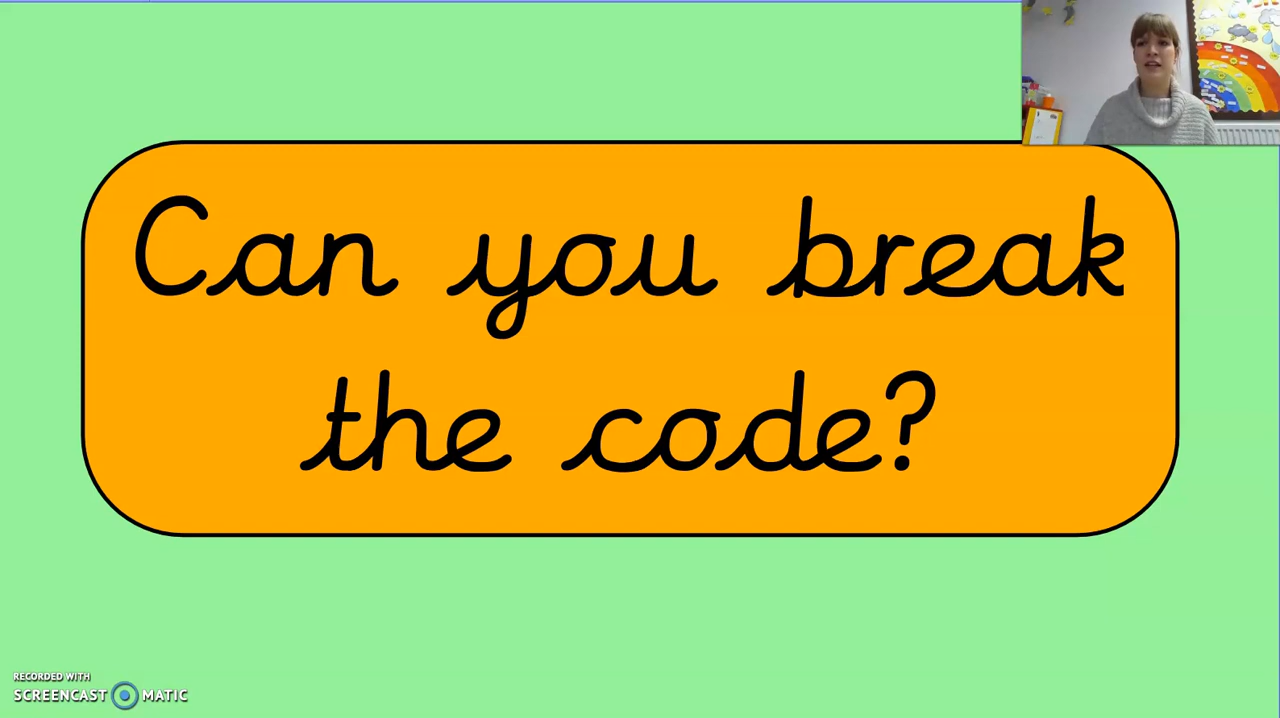 Can you break
the code?
RECORDED WITH
SCREENCAST MATIC